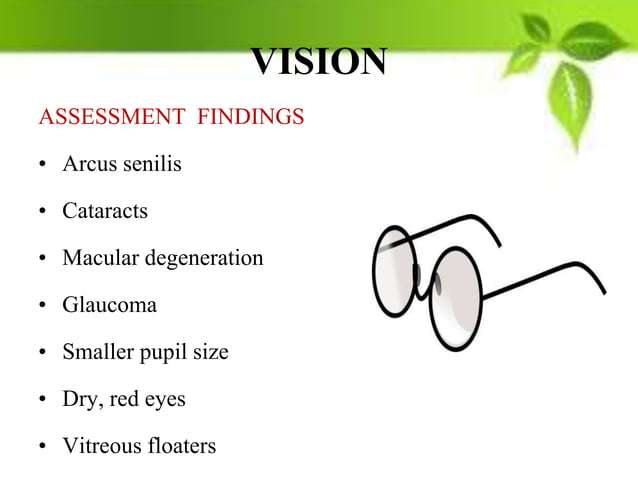 VISION
ASSESSMENT FINDINGS
• Arcus senilis
• Cataracts
• Macular degeneration
• Glaucoma
• Smaller pupil size
• Dry, red eyes
• Vitreous floaters